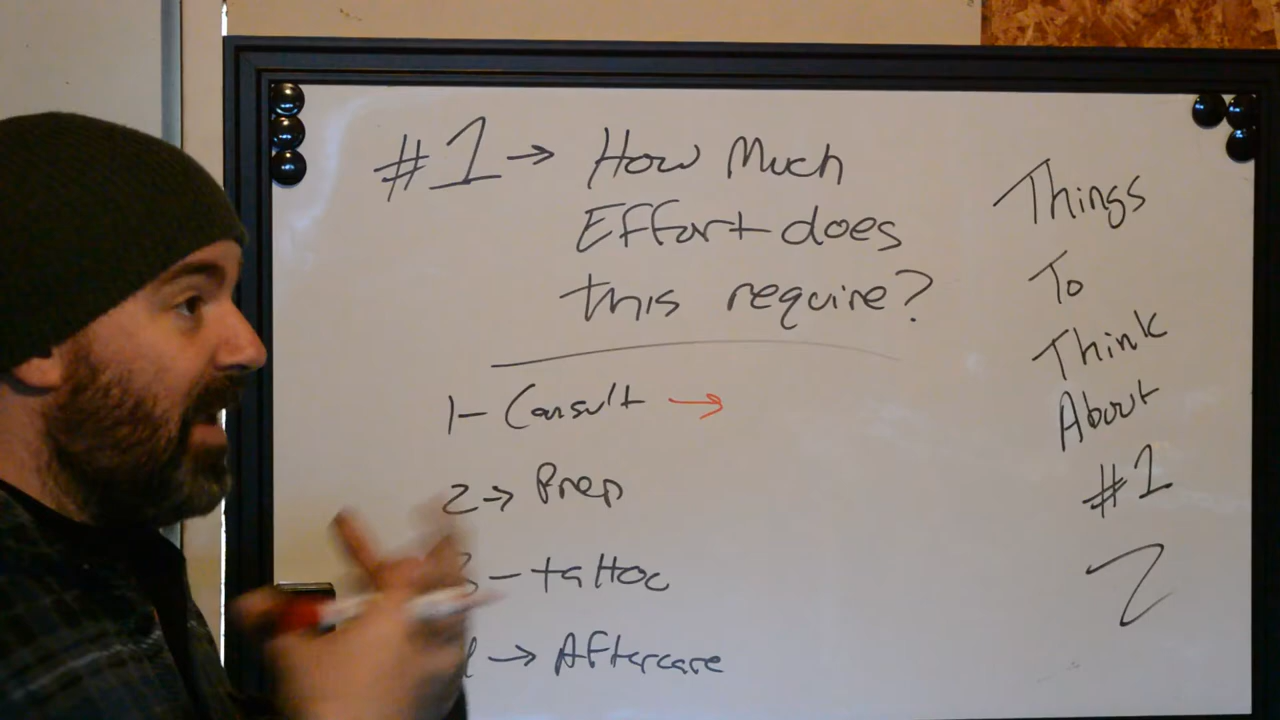 #1 → How Much
Effort does
this require?
1- Consult →
2 → Prep
3 - tattoo
→ Aftercare
Things
To
Think
About
#1
2